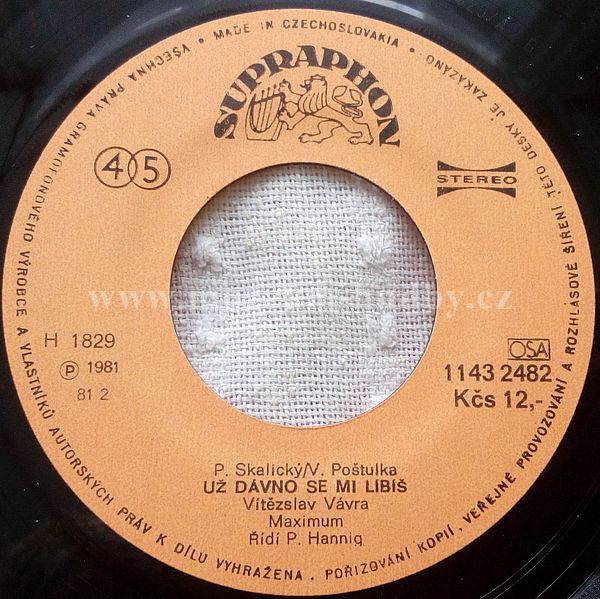 VŠECHNA PRÁVA GRAMOFONOVÉHO VÝROBCE A VLASTNÍKŮ AUTORSKÝCH PRÁV K DÍLU VYHRAŽENA. POŘIZOVÁNÍ KOPIÍ, VEŘEJNÉ PROVOZOVÁNÍ A ROZHLASOVÉ ŠÍŘENÍ TÉTO DESKY JE ZAKÁZÁNO • MADE IN CZECHOSLOVAKIA •
SUPRAPHON
45
STEREO
H 1829
Ⓟ 1981
81 2
OSA
1143 2482
Kčs 12,-
P. Skalický/V. Poštulka
UŽ DÁVNO SE MI LÍBÍŠ
Vítězslav Vávra
Maximum
Řídí P. Hannig